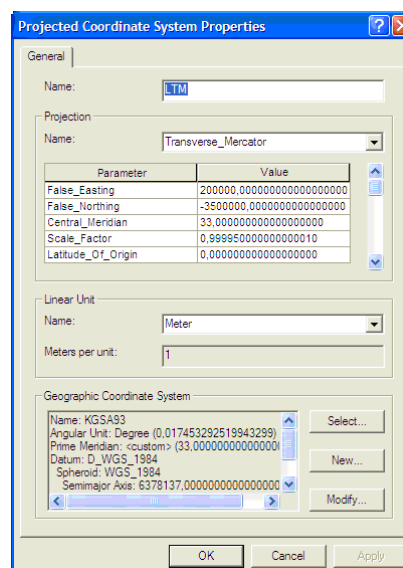 Projected Coordinate System Properties
General
Name: LTM
Projection
Name: Transverse_Mercator
Parameter Value
False_Easting 200000,000000000000000000
False_Northing -3500000,0000000000000000
Central_Meridian 33,000000000000000000
Scale_Factor 0,999950000000000010
Latitude_Of_Origin 0,000000000000000000
Linear Unit
Name: Meter
Meters per unit: 1
Geographic Coordinate System
Name: KGSA93
Angular Unit: Degree (0,017453292519943299)
Prime Meridian: <custom> (33,0000000000000
Datum: D_WGS_1984
Spheroid: WGS_1984
Semimajor Axis: 6378137,0000000000000000
Select...
New...
Modify...
OK Cancel Apply